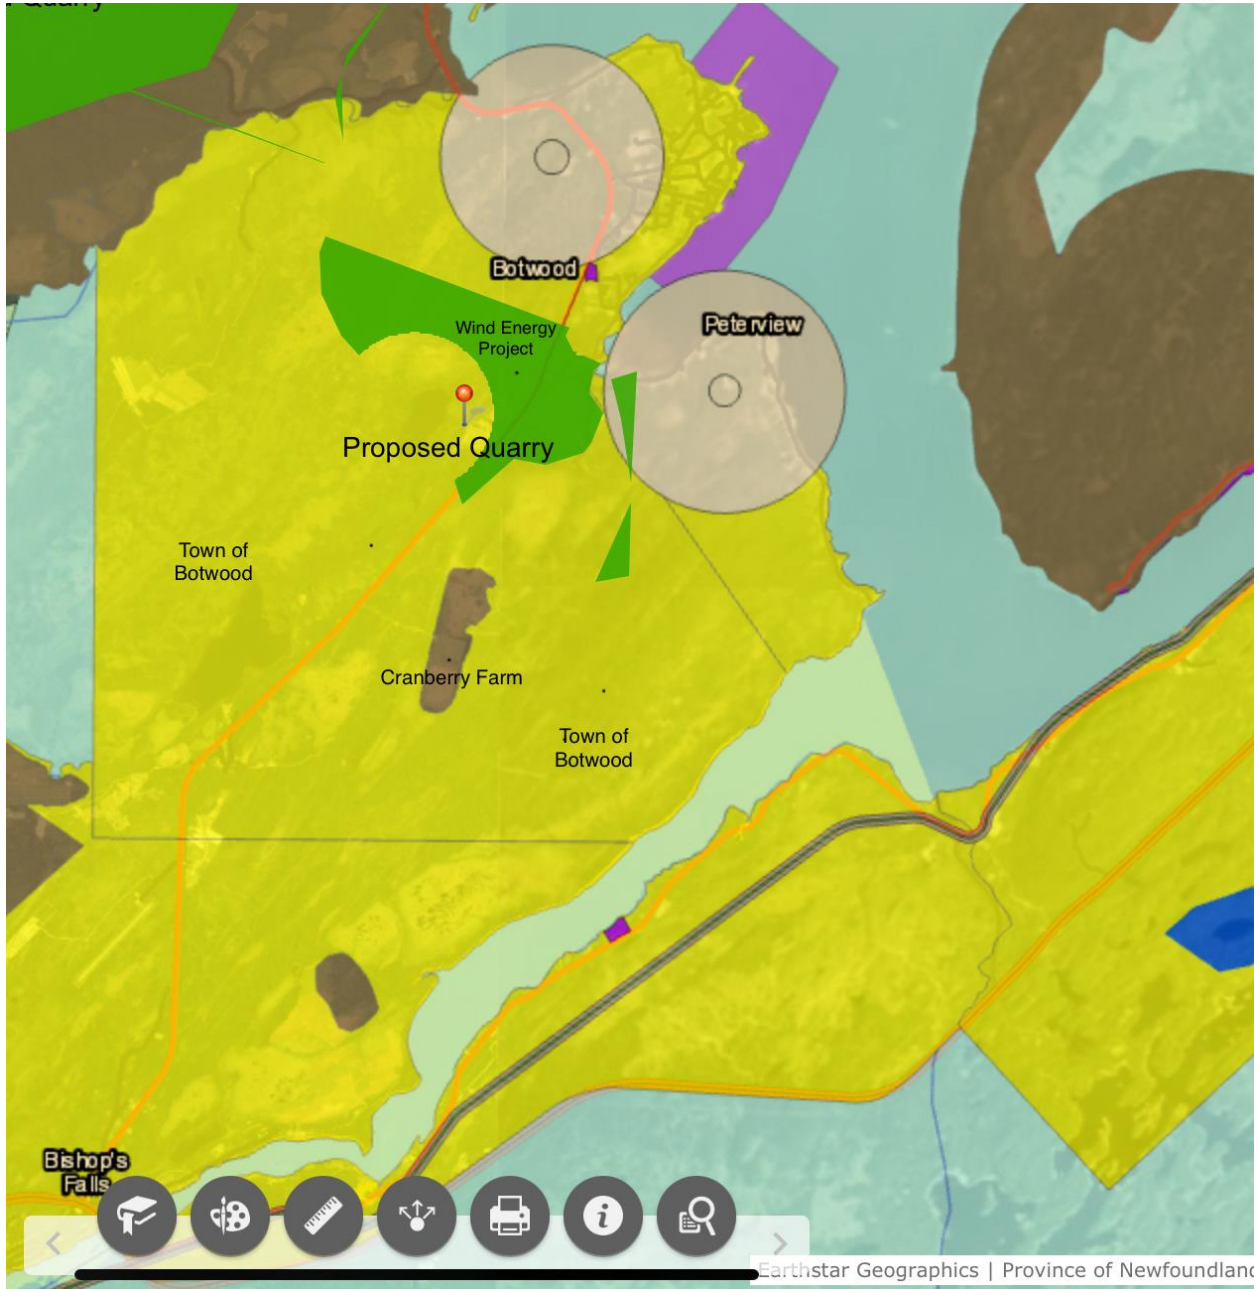 Quarry
Botwood
Peterview
Wind Energy
Project
Proposed Quarry
Town of
Botwood
Cranberry Farm
Town of
Botwood
Bishop's
Falls
Earthstar Geographics | Province of Newfoundland